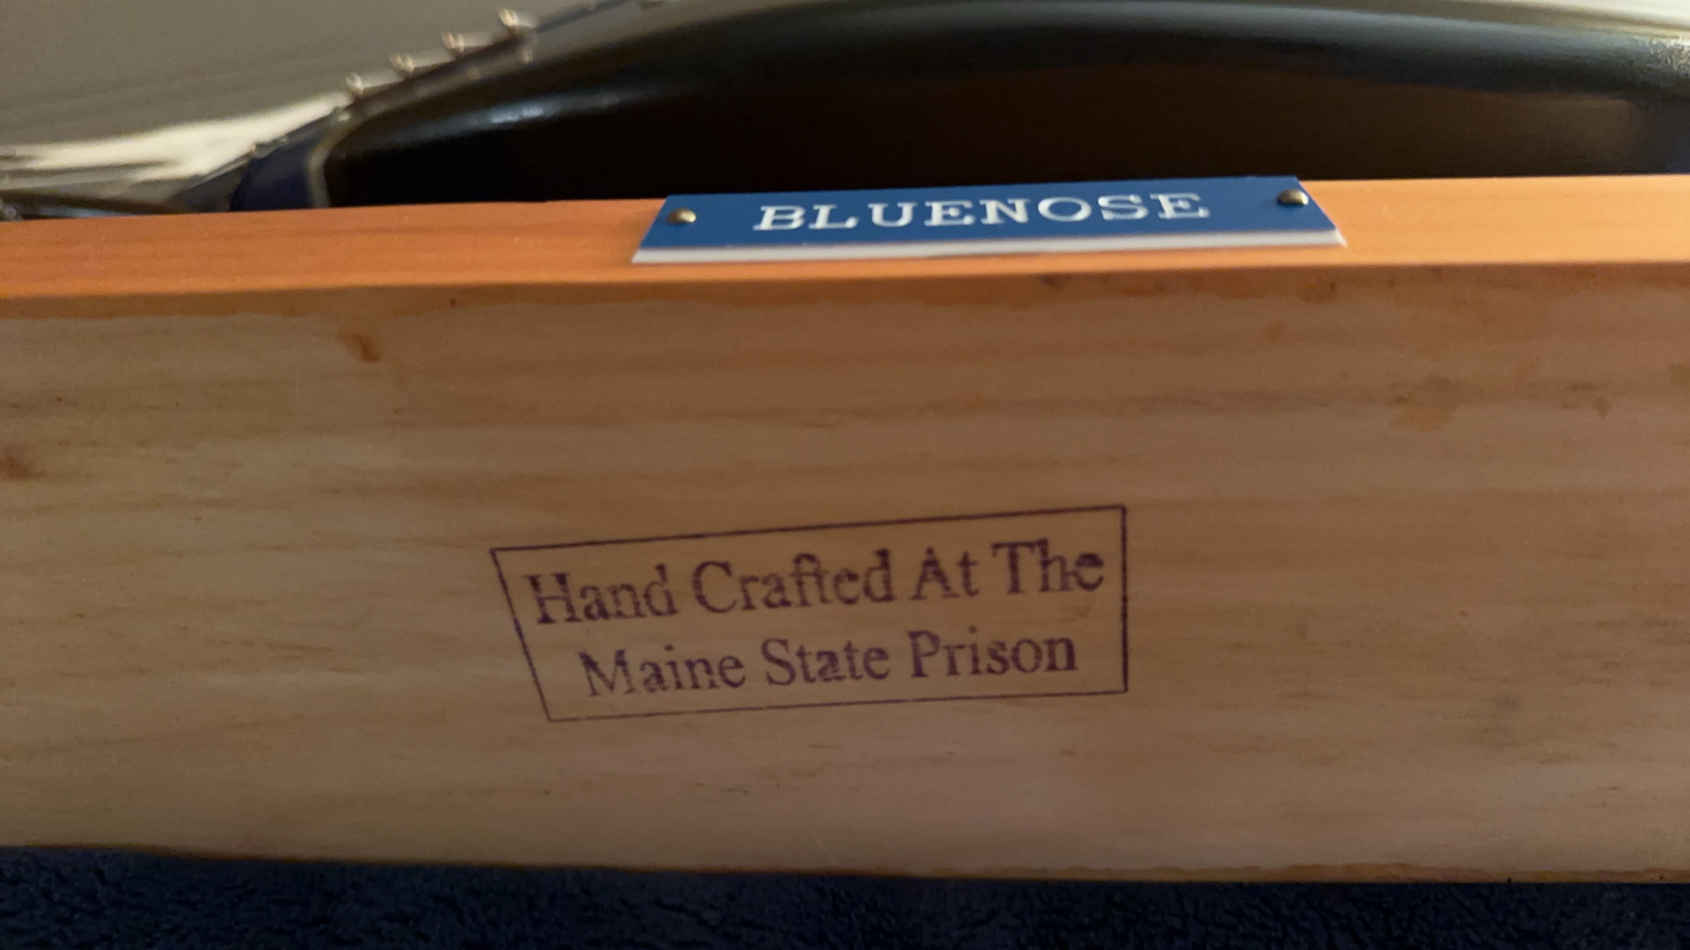 BLUENOSE
Hand Crafted At The
Maine State Prison